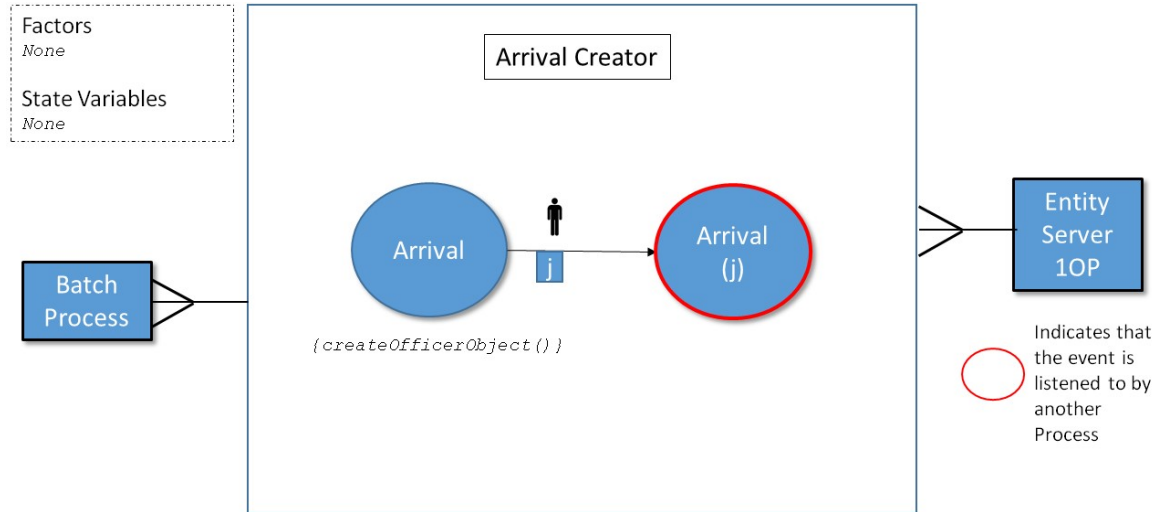 Factors
None
State Variables
None
Arrival Creator
Arrival
j
Arrival
(j)
{createOfficerObject()}
Batch
Process
Entity
Server
1OP
Indicates that
the event is
listened to by
another
Process